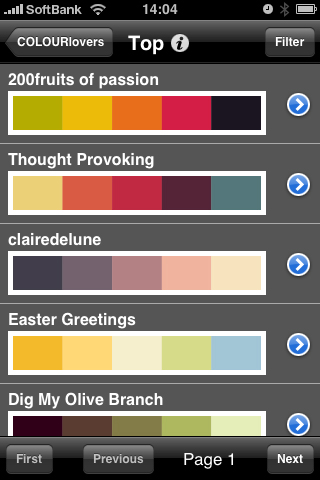 SoftBank 14:04
COLOURlovers Top Filter
200fruits of passion
Thought Provoking
clairedelune
Easter Greetings
Dig My Olive Branch
First Previous Page 1 Next